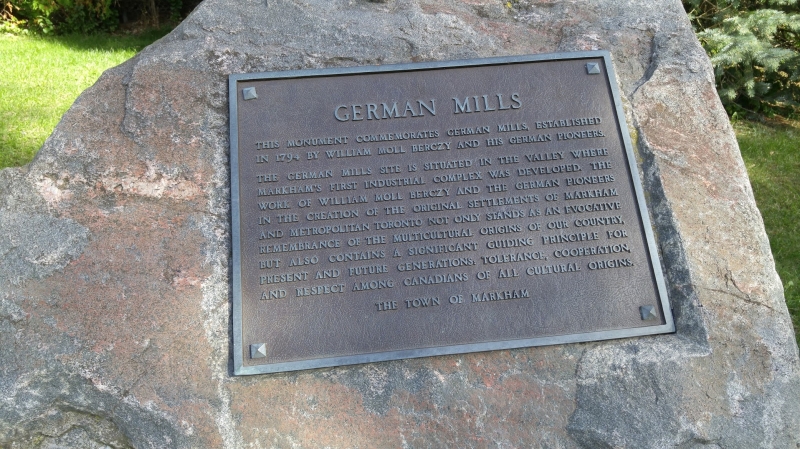 GERMAN MILLS
THIS MONUMENT COMMEMORATES GERMAN MILLS, ESTABLISHED
IN 1794 BY WILLIAM MOLL BERCZY AND HIS GERMAN PIONEERS.
THE GERMAN MILLS SITE IS SITUATED IN THE VALLEY WHERE
MARKHAM'S FIRST INDUSTRIAL COMPLEX WAS DEVELOPED. THE
WORK OF WILLIAM MOLL BERCZY AND THE GERMAN PIONEERS
IN THE CREATION OF THE ORIGINAL SETTLEMENTS OF MARKHAM
AND METROPOLITAN TORONTO NOT ONLY STANDS AS AN EVOCATIVE
REMEMBRANCE OF THE MULTICULTURAL ORIGINS OF OUR COUNTRY,
BUT ALSO CONTAINS A SIGNIFICANT GUIDING PRINCIPLE FOR
PRESENT AND FUTURE GENERATIONS: TOLERANCE, COOPERATION,
AND RESPECT AMONG CANADIANS OF ALL CULTURAL ORIGINS.
THE TOWN OF MARKHAM